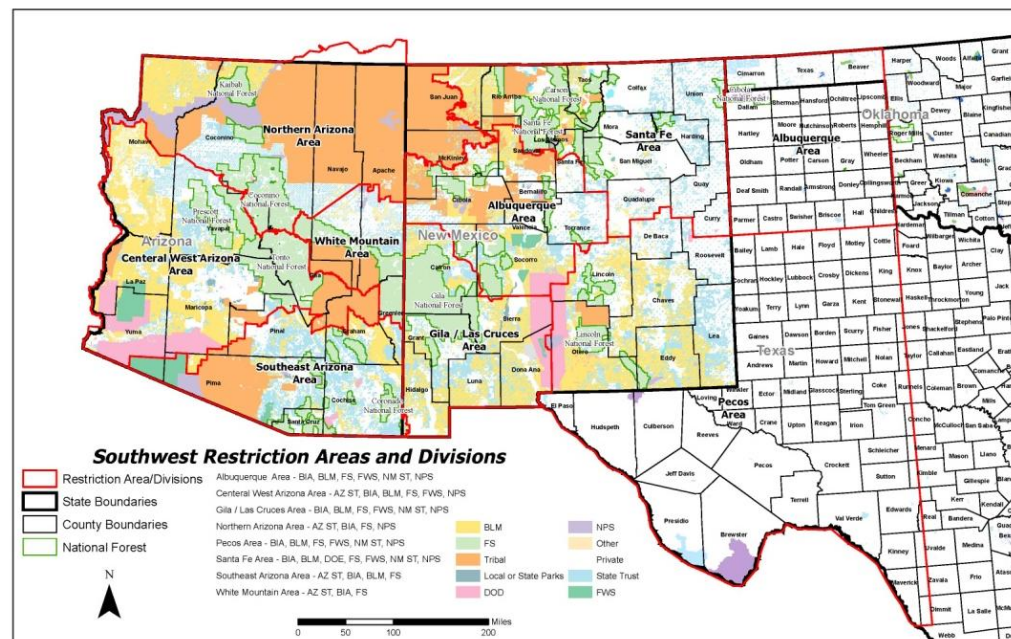 Kaibab
National Forest
Northern Arizona
Area
Mohave
Coconino
Navajo
Apache
Coconino
National Forest
Prescott
National Forest
Yavapai
Arizona
Central West Arizona
Area
Tonto
National Forest
Gila
White Mountain
Area
La Paz
Maricopa
Yuma
Pinal
Graham
Greenlee
Southeast Arizona
Area
Pima
Cochise
Santa Cruz
Coronado
National Forest
San Juan
Rio Arriba
Taos
Carson
National Forest
Colfax
Union
Santa Fe
National Forest
Los Alamos
Mora
Santa Fe
Area
Harding
McKinley
Sandoval
Santa Fe
San Miguel
Cibola
Bernalillo
Albuquerque
Area
Valencia
Torrance
Guadalupe
Quay
Curry
New Mexico
De Baca
Roosevelt
Catron
Socorro
Lincoln
Gila
National Forest
Sierra
Chaves
Lea
Grant
Gila / Las Cruces
Area
Lincoln
National Forest
Otero
Eddy
Hidalgo
Luna
Dona Ana
Cimarron
Texas
Beaver
Harper
Woods
Alfalfa
Grant
Woodward
Major
Garfield
Cibola
National Forest
Dallam
Sherman
Hansford
Ochiltree
Lipscomb
Ellis
Oklahoma
Dewey
Blaine
Kingfisher
Hartley
Moore
Hutchinson
Roberts
Hemphill
Albuquerque
Area
Roger Mills
Custer
Canadian
Oldham
Potter
Carson
Gray
Wheeler
Beckham
Washita
Caddo
Deaf Smith
Randall
Armstrong
Donley
Collingsworth
Greer
Kiowa
Comanche
Harmon
Jackson
Tillman
Cotton
Parmer
Castro
Swisher
Briscoe
Hall
Childress
Hardeman
Bailey
Lamb
Hale
Floyd
Motley
Cottle
Foard
Wilbarger
Wichita
Clay
Cochran
Hockley
Lubbock
Crosby
Dickens
King
Knox
Baylor
Archer
Yoakum
Terry
Lynn
Garza
Kent
Stonewall
Haskell
Throckmorton
Young
Jack
Gaines
Dawson
Borden
Scurry
Fisher
Jones
Shackelford
Stephens
Palo Pinto
Texas
Andrews
Martin
Howard
Mitchell
Nolan
Taylor
Callahan
Eastland
Loving
Winkler
Ector
Midland
Glasscock
Sterling
Coke
Runnels
Coleman
Brown
Comanche
Mills
El Paso
Hudspeth
Culberson
Reeves
Pecos
Area
Ward
Crane
Upton
Reagan
Irion
Tom Green
Concho
McCulloch
San Saba
Jeff Davis
Pecos
Crockett
Schleicher
Menard
Mason
Llano
Sutton
Kimble
Gillespie
Presidio
Brewster
Terrell
Val Verde
Edwards
Kerr
Kendall
Real
Bandera
Kinney
Uvalde
Medina
Maverick
Zavala
Frio
Dimmit
La Salle
Webb
Southwest Restriction Areas and Divisions
Restriction Area/Divisions
State Boundaries
County Boundaries
National Forest
Albuquerque Area - BIA, BLM, FS, FWS, NM ST, NPS
Central West Arizona Area - AZ ST, BIA, BLM, FS, FWS, NPS
Gila / Las Cruces Area - BIA, BLM, FS, FWS, NM ST, NPS
Northern Arizona Area - AZ ST, BIA, FS, NPS
Pecos Area - BIA, BLM, FS, FWS, NM ST, NPS
Santa Fe Area - BIA, BLM, DOE, FS, FWS, NM ST, NPS
Southeast Arizona Area - AZ ST, BIA, BLM, FS
White Mountain Area - AZ ST, BIA, FS
BLM
FS
Tribal
Local or State Parks
DOD
NPS
Other
Private
State Trust
FWS
N
Miles
0 50 100 200